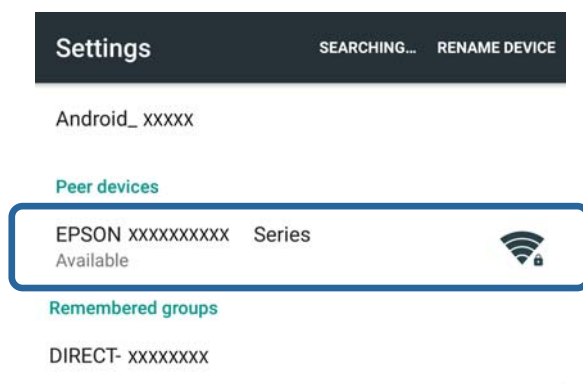 Settings SEARCHING... RENAME DEVICE
Android_ xxxxx
Peer devices
EPSON xxxxxxxxxx Series
Available
Remembered groups
DIRECT- xxxxxxxx